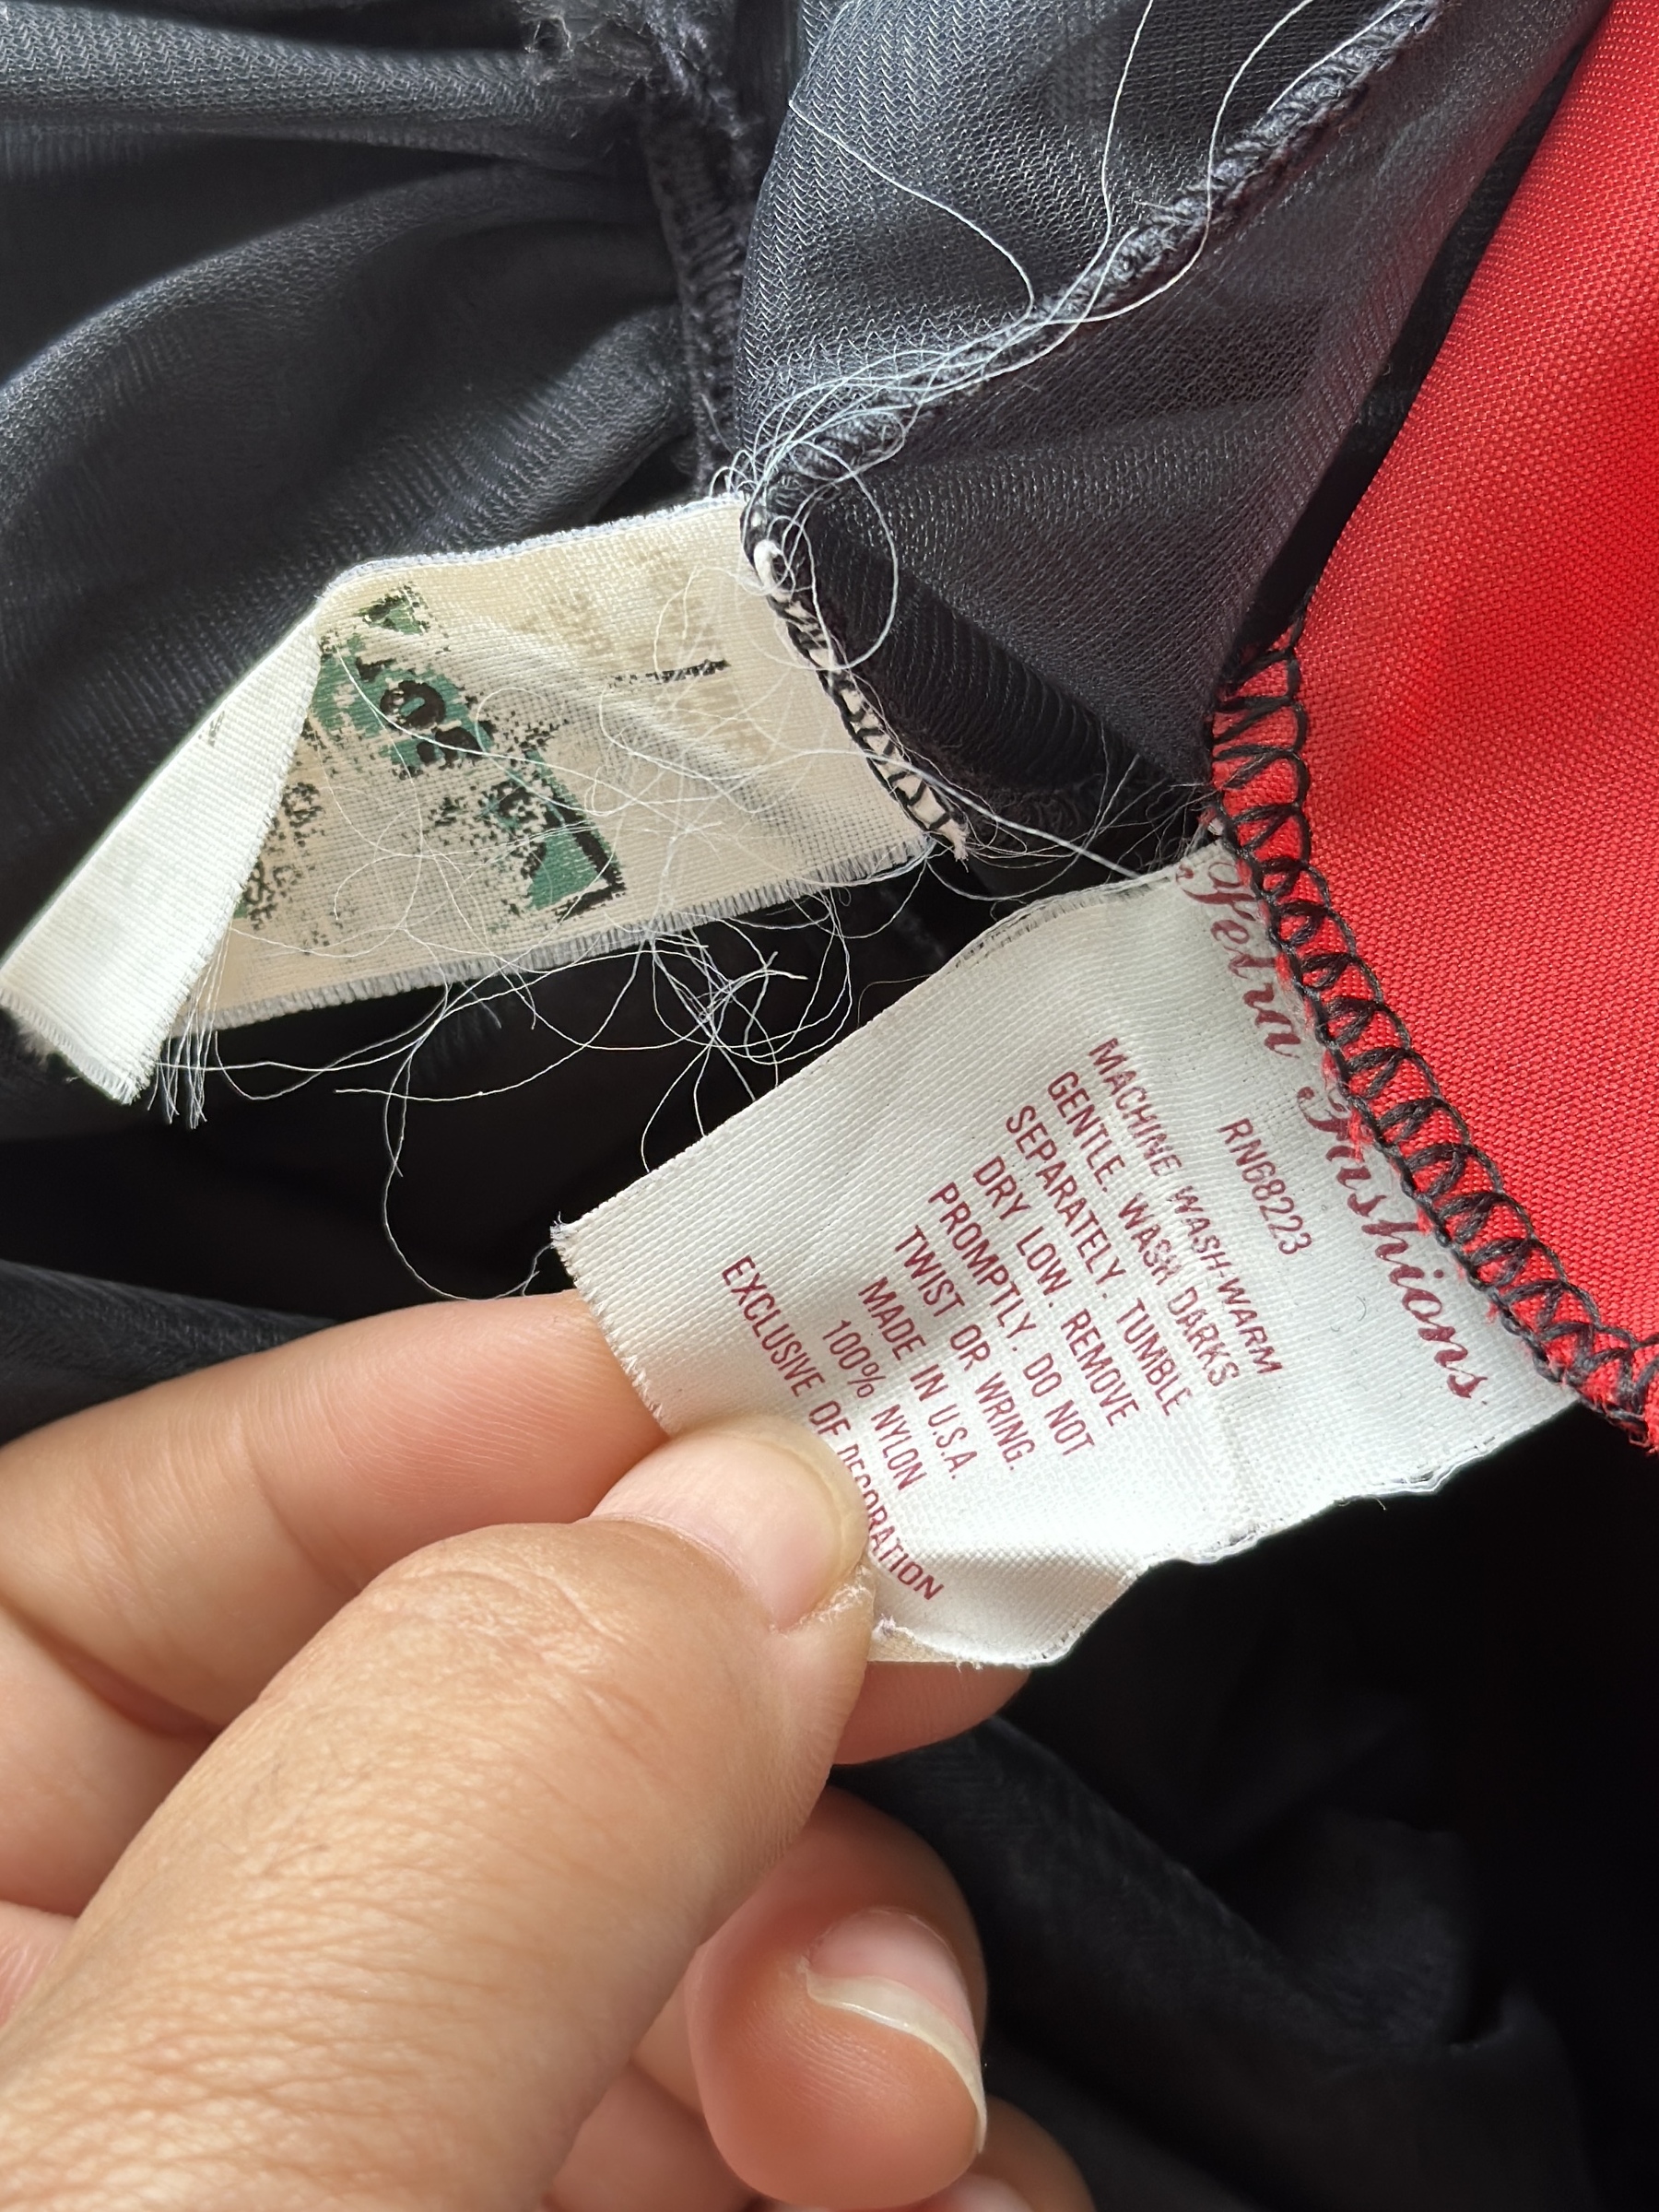 Fashions
RN68223
MACHINE WASH-WARM
GENTLE. WASH DARKS
SEPARATELY. TUMBLE
DRY LOW. REMOVE
PROMPTLY. DO NOT
TWIST OR WRING.
MADE IN U.S.A.
100% NYLON
EXCLUSIVE OF DECORATION